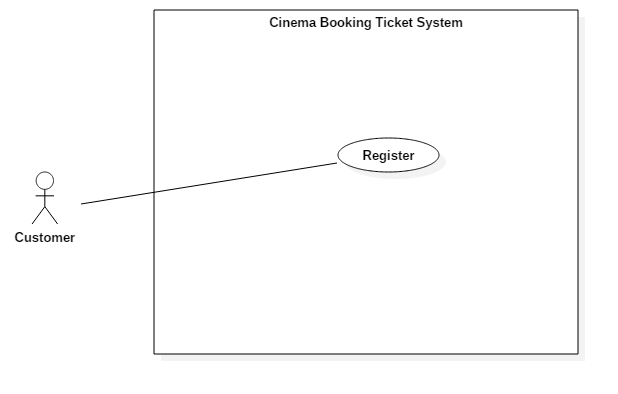 Cinema Booking Ticket System
Register
Customer